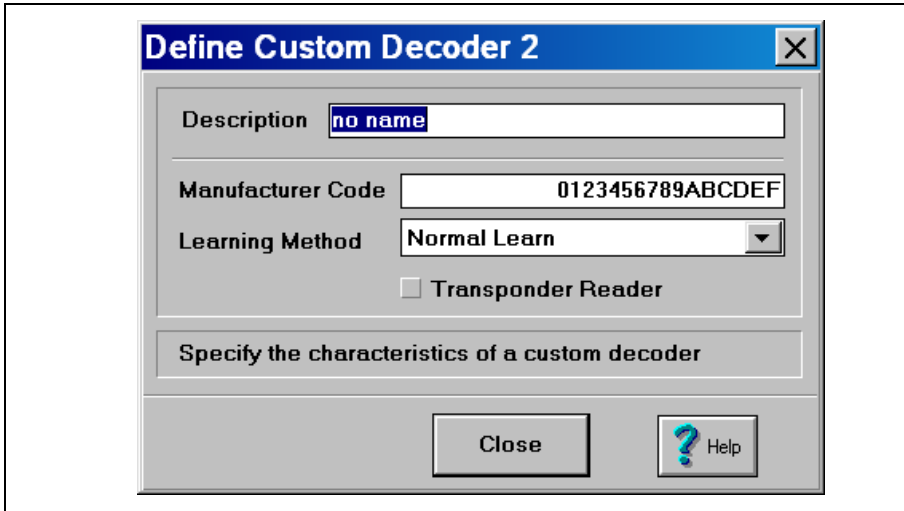 Define Custom Decoder 2
Description no name
Manufacturer Code 0123456789ABCDEF
Learning Method Normal Learn
Transponder Reader
Specify the characteristics of a custom decoder
Close ? Help